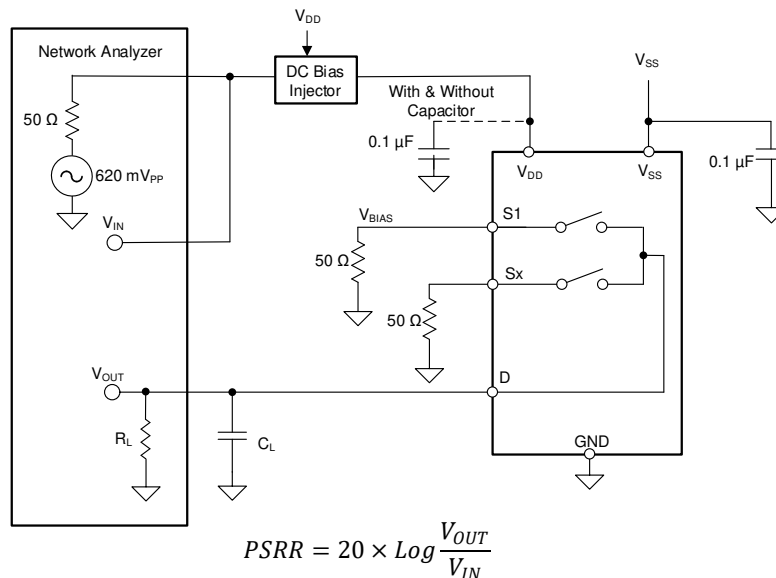 V_DD
Network Analyzer
DC Bias
Injector
V_SS
With & Without
Capacitor
50 Ω
0.1 µF
0.1 µF
V_DD
V_SS
620 mV_PP
V_IN
V_BIAS
S1
50 Ω
Sx
50 Ω
V_OUT
D
R_L
C_L
GND
PSRR = 20 × Log V_OUT / V_IN